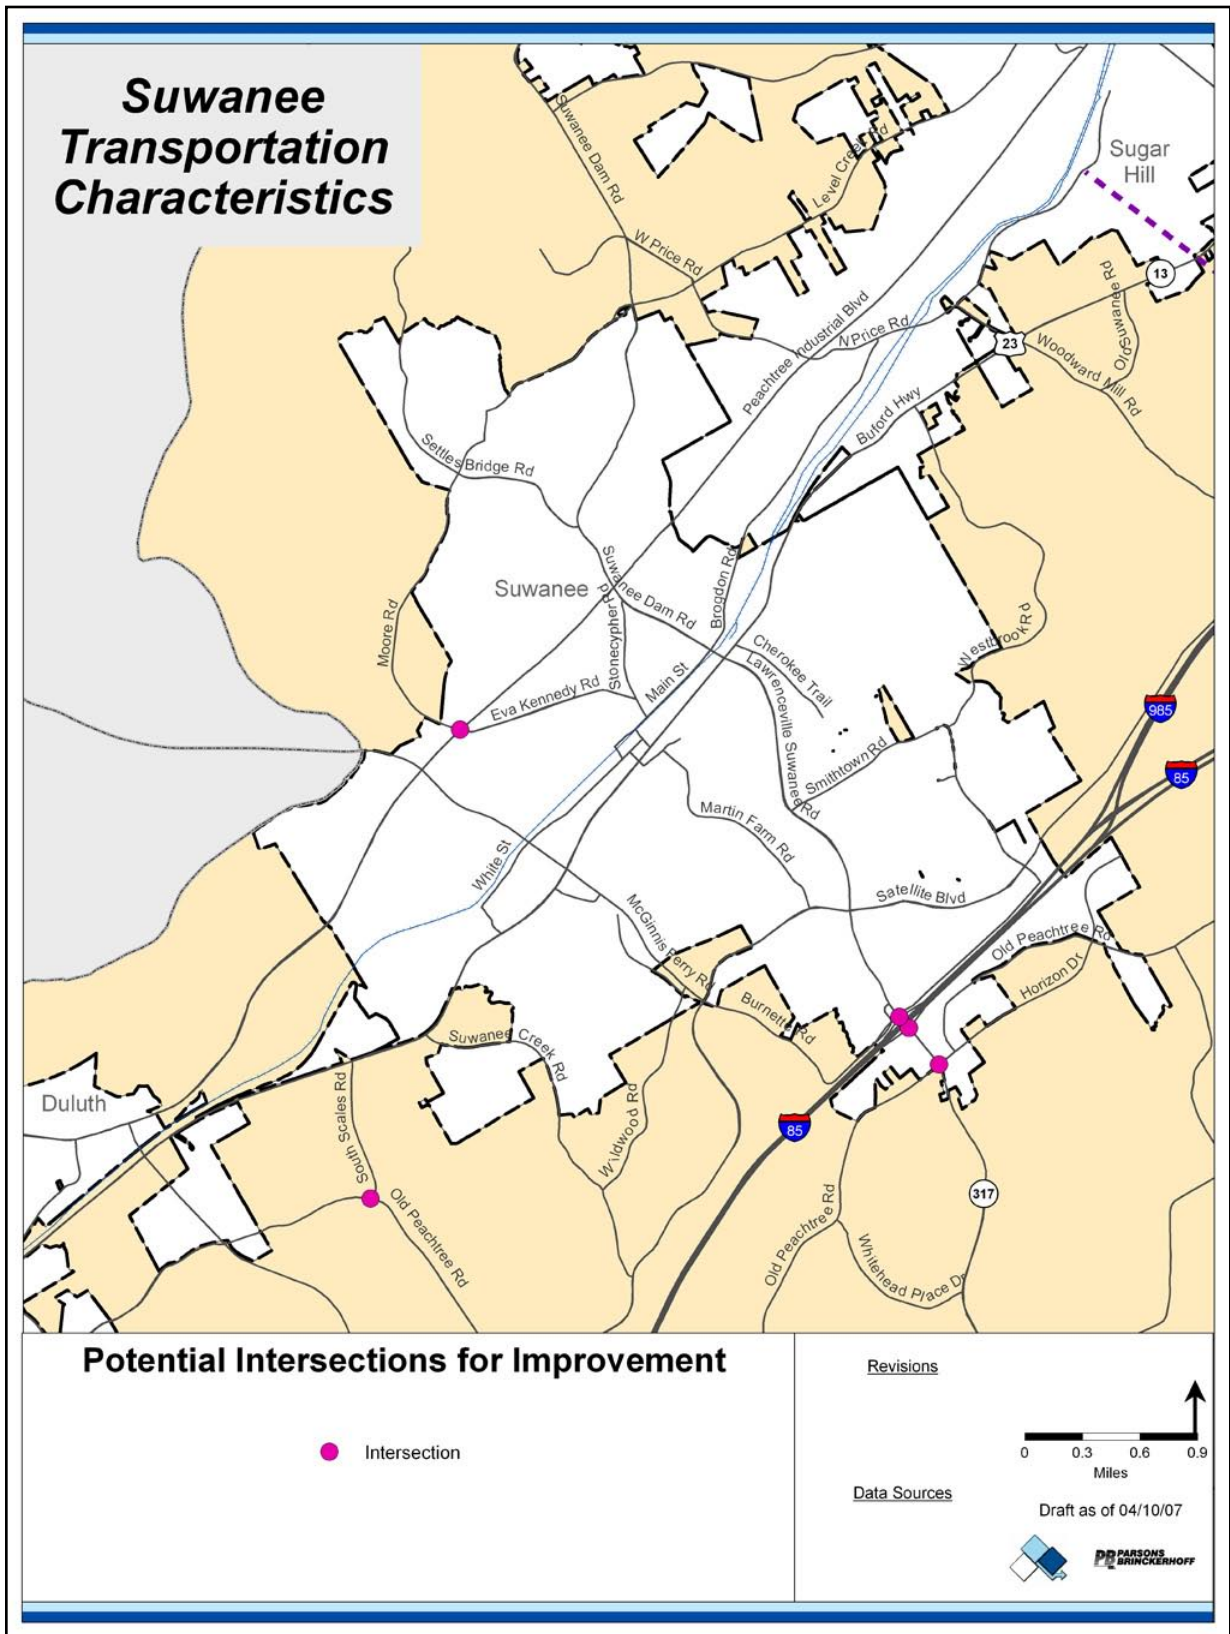 Suwanee
Transportation
Characteristics
Sugar
Hill
Suwanee Dam Rd
Level Creek Rd
W Price Rd
13
Old Suwanee Rd
Peachtree Industrial Blvd
N Price Rd
23
Woodward Mill Rd
Buford Hwy
Settles Bridge Rd
Suwanee
Suwanee Dam Rd
Brogdon Rd
Stonecypher Rd
Moore Rd
Westbrook Rd
Cherokee Trail
Main St
Lawrenceville Suwanee Rd
Eva Kennedy Rd
985
85
Smithtown Rd
Martin Farm Rd
White St
Satellite Blvd
McGinnis Ferry Rd
Old Peachtree Rd
Horizon Dr
Burnette Rd
Suwanee Creek Rd
Duluth
South Scales Rd
Wildwood Rd
85
317
Old Peachtree Rd
Old Peachtree Rd
Whitehead Place Dr
Potential Intersections for Improvement
Intersection
Revisions
0 0.3 0.6 0.9
Miles
Data Sources
Draft as of 04/10/07
PB PARSONS
BRINCKERHOFF